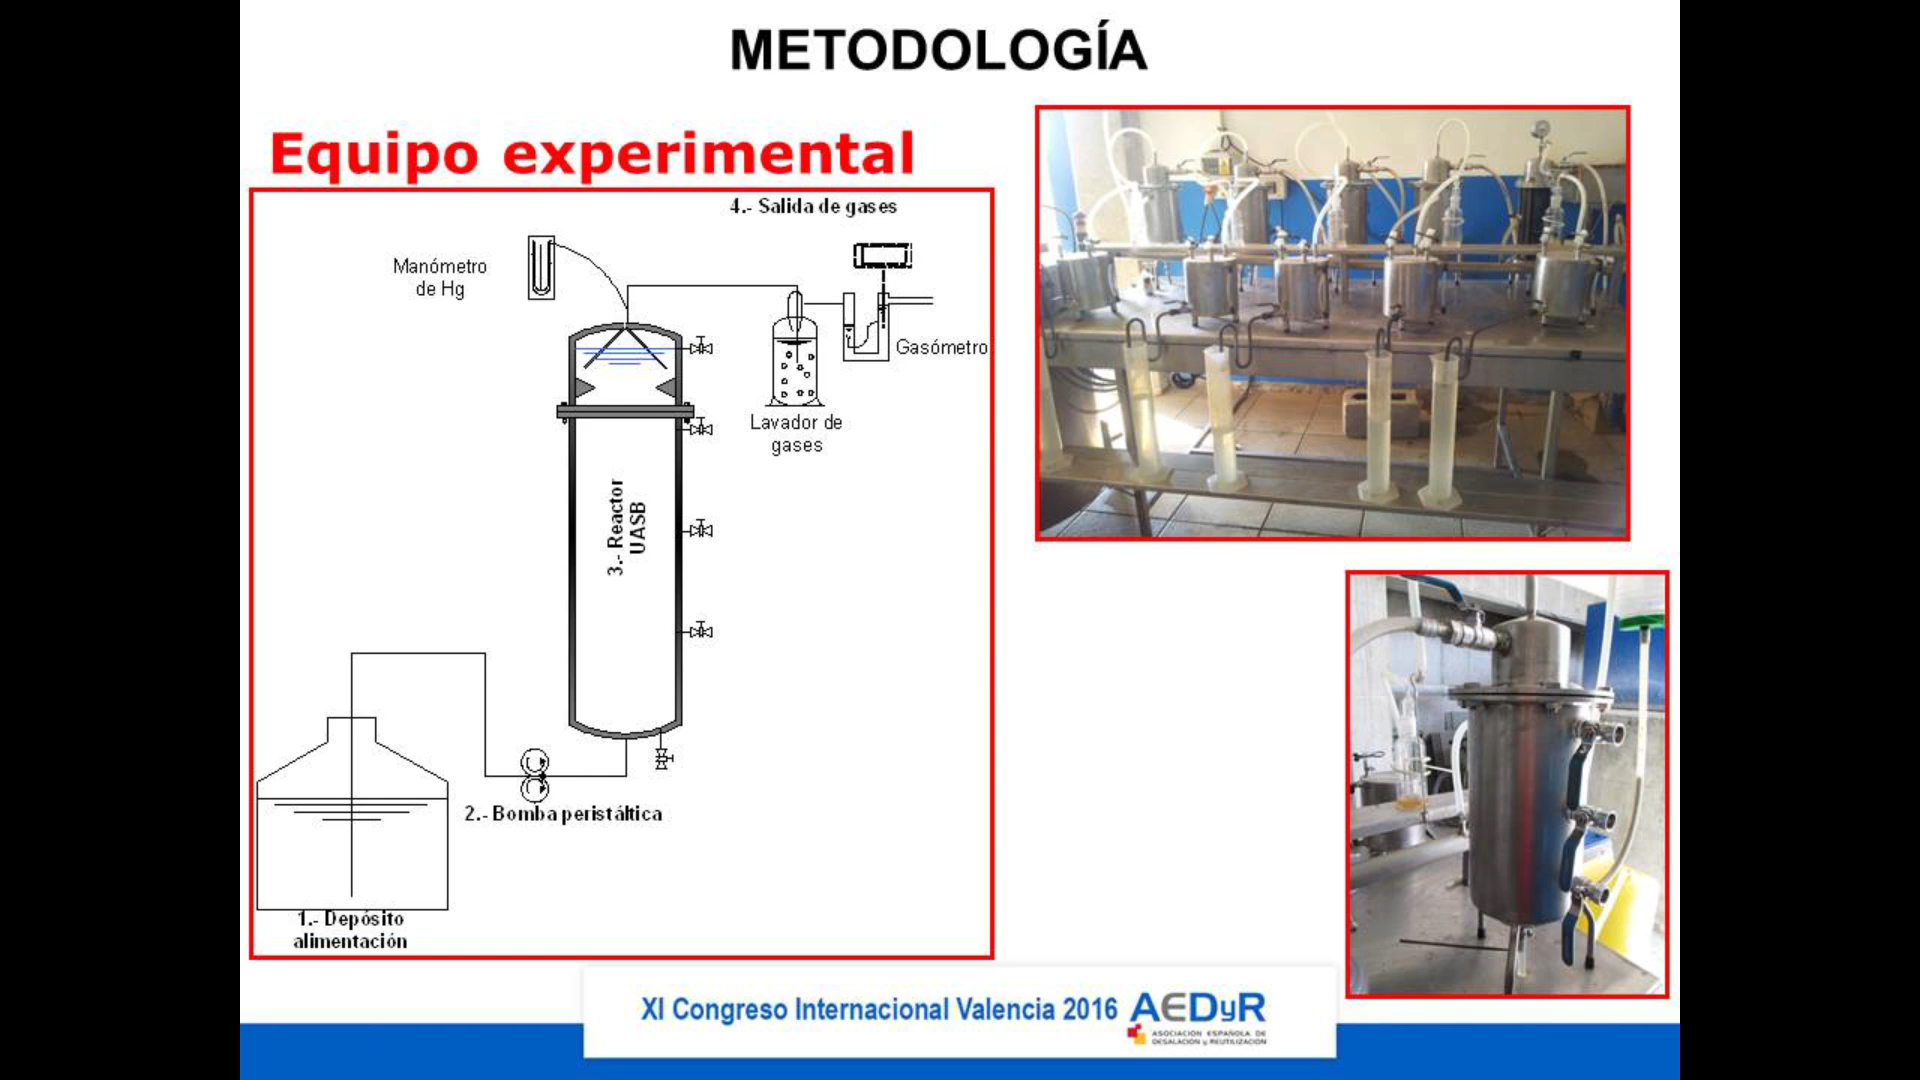 METODOLOGÍA
Equipo experimental
4.- Salida de gases
Manómetro
de Hg
Gasómetro
Lavador de
gases
3.- Reactor
UASB
2.- Bomba peristáltica
1.- Depósito
alimentación
XI Congreso Internacional Valencia 2016
AEDyR
ASOCIACIÓN ESPAÑOLA DE
DESALACIÓN y REUTILIZACIÓN